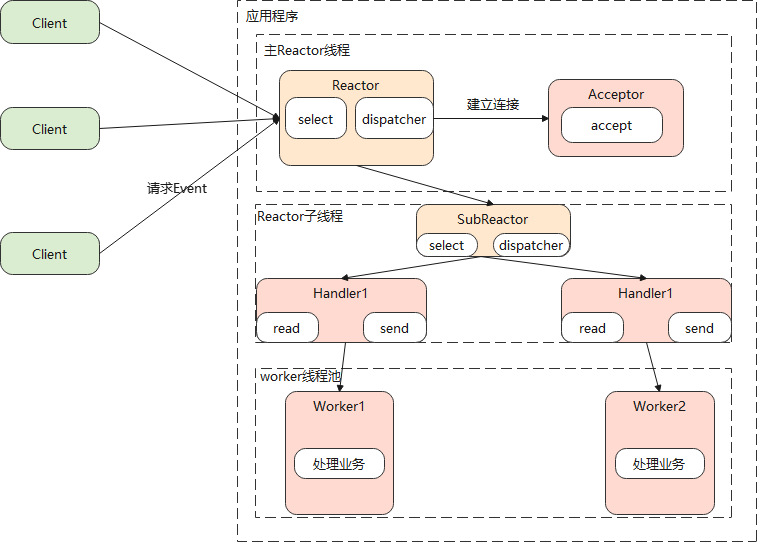 应用程序
Client
主Reactor线程
Reactor
select
dispatcher
建立连接
Acceptor
accept
Client
请求Event
Client
Reactor子线程
SubReactor
select
dispatcher
Handler1
read
send
Handler1
read
send
worker线程池
Worker1
处理业务
Worker2
处理业务